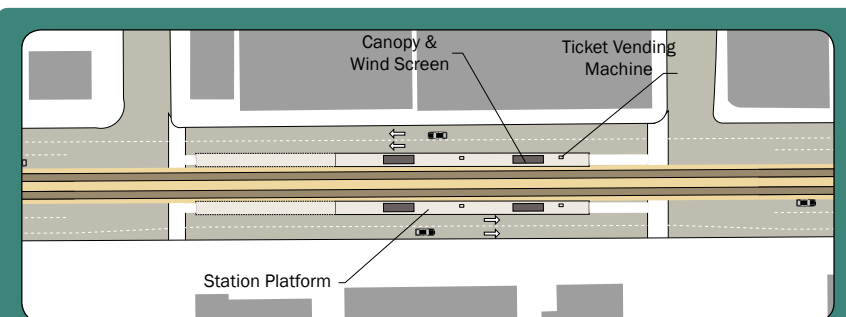 Canopy &
Wind Screen
Ticket Vending
Machine
Station Platform